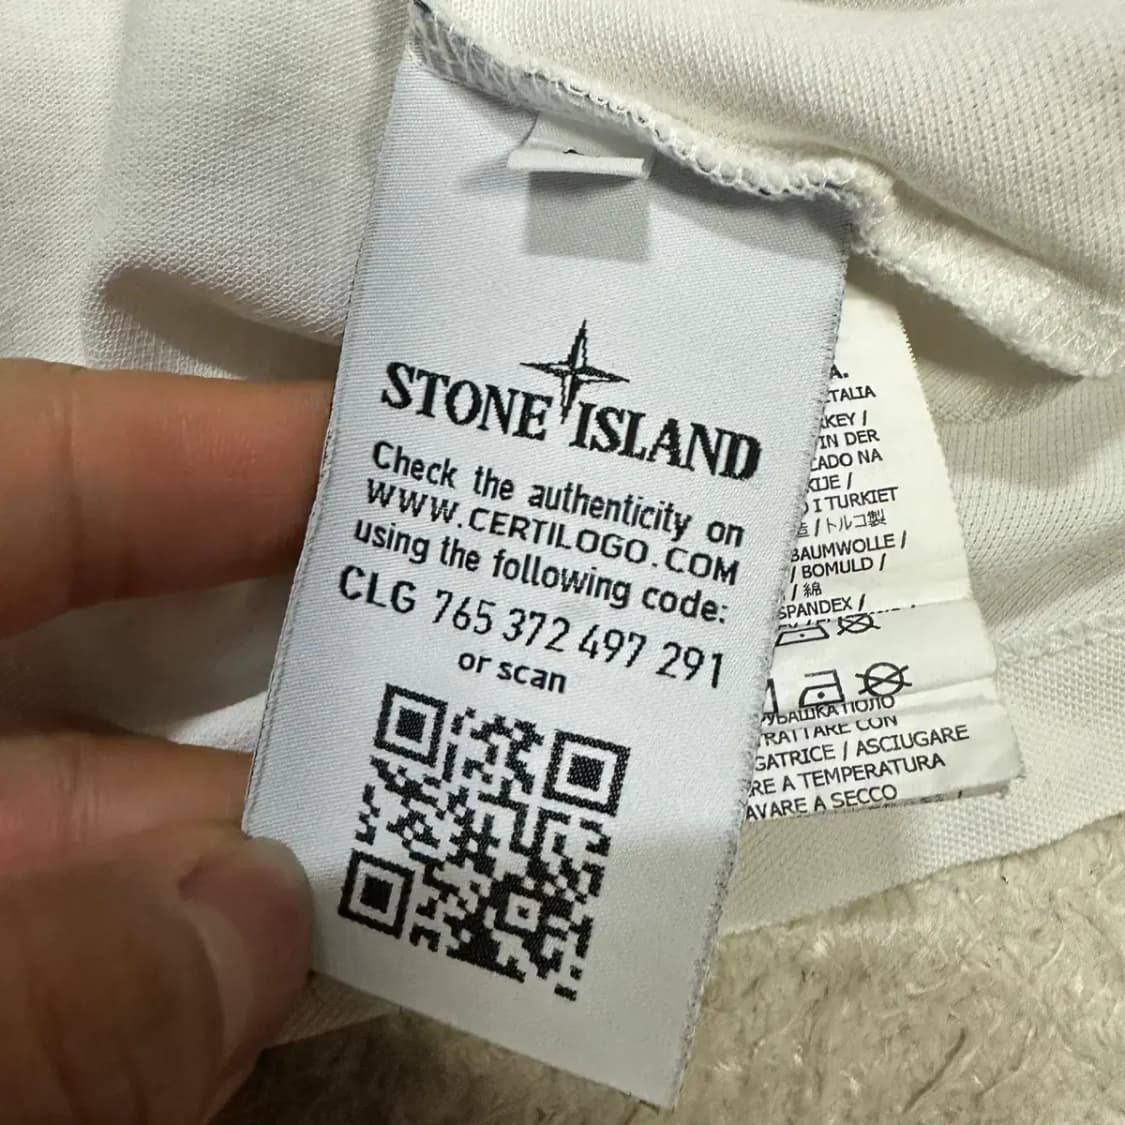 STONE ISLAND
Check the authenticity on
WWW.CERTILOGO.COM
using the following code:
CLG 765 372 497 291
or scan
A.
ITALIA
KEY /
IN DER
CADO NA
KIJE /
I TURKIET
/ トルコ製
BAUMWOLLE /
/ BOMULD /
/ 綿
SPANDEX /
РУБАШКА ПОЛО
TRATTARE CON
GATRICE / ASCIUGARE
RE A TEMPERATURA
AVARE A SECCO